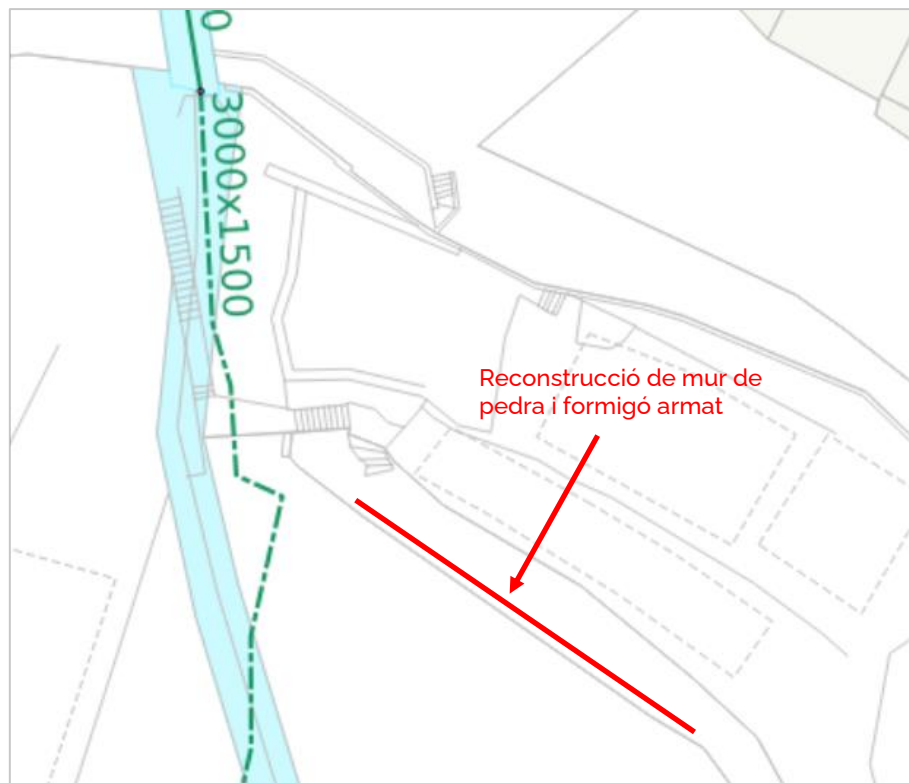 0
3000x1500
Reconstrucció de mur de
pedra i formigó armat